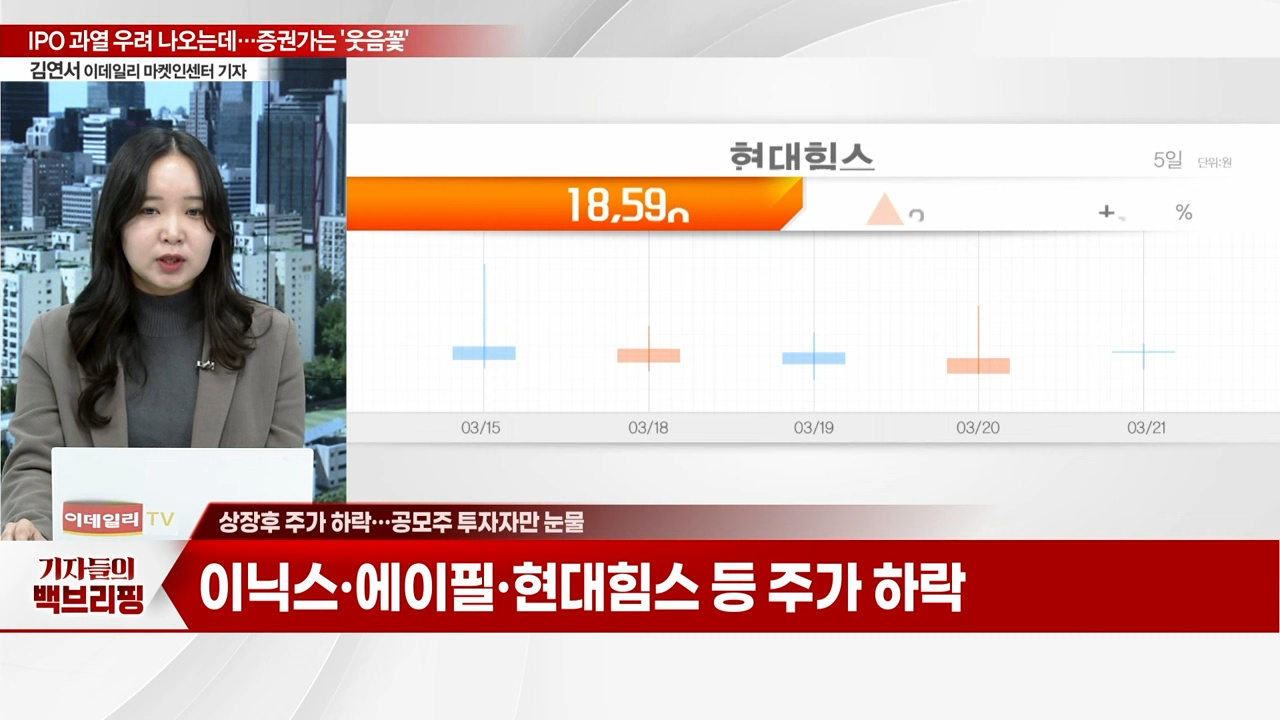 IPO 과열 우려 나오는데…증권가는 '웃음꽃'
김연서 이데일리 마켓인센터 기자
현대힘스
5일 단위:원
18,59
+ %
03/15 03/18 03/19 03/20 03/21
이데일리 TV
상장후 주가 하락…공모주 투자자만 눈물
기자들의
백브리핑
이닉스·에이필·현대힘스 등 주가 하락